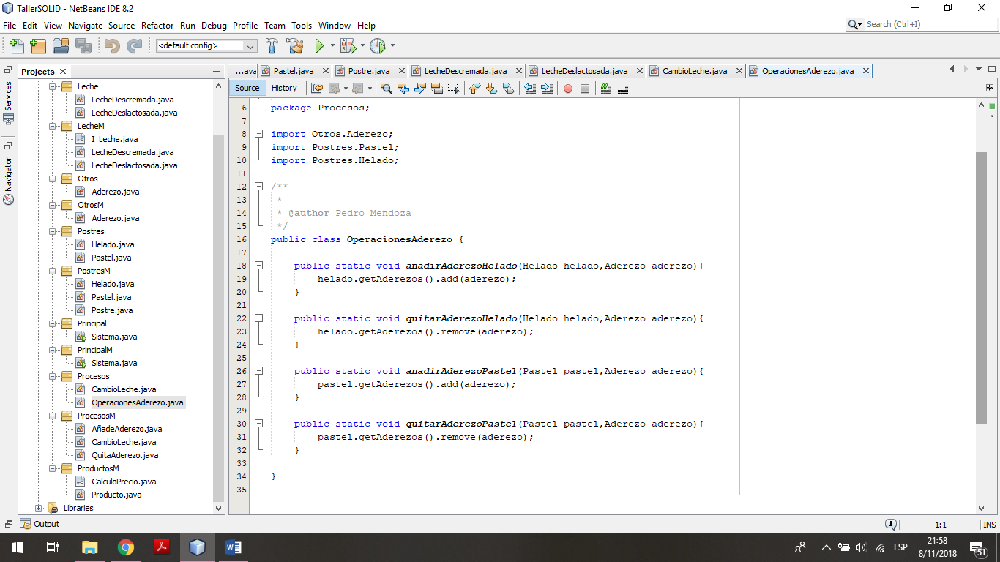 TallerSOLID - NetBeans IDE 8.2
File Edit View Navigate Source Refactor Run Debug Profile Team Tools Window Help
Search (Ctrl+I)
<default config>
Services
Navigator
Projects
Leche
LecheDescremada.java
LecheDeslactosada.java
LecheM
I_Leche.java
LecheDescremada.java
LecheDeslactosada.java
Otros
Aderezo.java
OtrosM
Aderezo.java
Postres
Helado.java
Pastel.java
PostresM
Helado.java
Pastel.java
Postre.java
Principal
Sistema.java
PrincipalM
Sistema.java
Procesos
CambioLeche.java
OperacionesAderezo.java
ProcesosM
AñadeAderezo.java
CambioLeche.java
QuitaAderezo.java
ProductosM
CalculoPrecio.java
Producto.java
Libraries
...ava Pastel.java Postre.java LecheDescremada.java LecheDeslactosada.java CambioLeche.java OperacionesAderezo.java
Source History
6 package Procesos;
7
8 import Otros.Aderezo;
9 import Postres.Pastel;
10 import Postres.Helado;
11
12 /**
13 *
14 * @author Pedro Mendoza
15 */
16 public class OperacionesAderezo {
17
18 public static void anadirAderezoHelado(Helado helado,Aderezo aderezo){
19 helado.getAderezos().add(aderezo);
20 }
21
22 public static void quitarAderezoHelado(Helado helado,Aderezo aderezo){
23 helado.getAderezos().remove(aderezo);
24 }
25
26 public static void anadirAderezoPastel(Pastel pastel,Aderezo aderezo){
27 pastel.getAderezos().add(aderezo);
28 }
29
30 public static void quitarAderezoPastel(Pastel pastel,Aderezo aderezo){
31 pastel.getAderezos().remove(aderezo);
32 }
33
34 }
35
Output
1 1:1 INS
ESP
21:58
8/11/2018
51